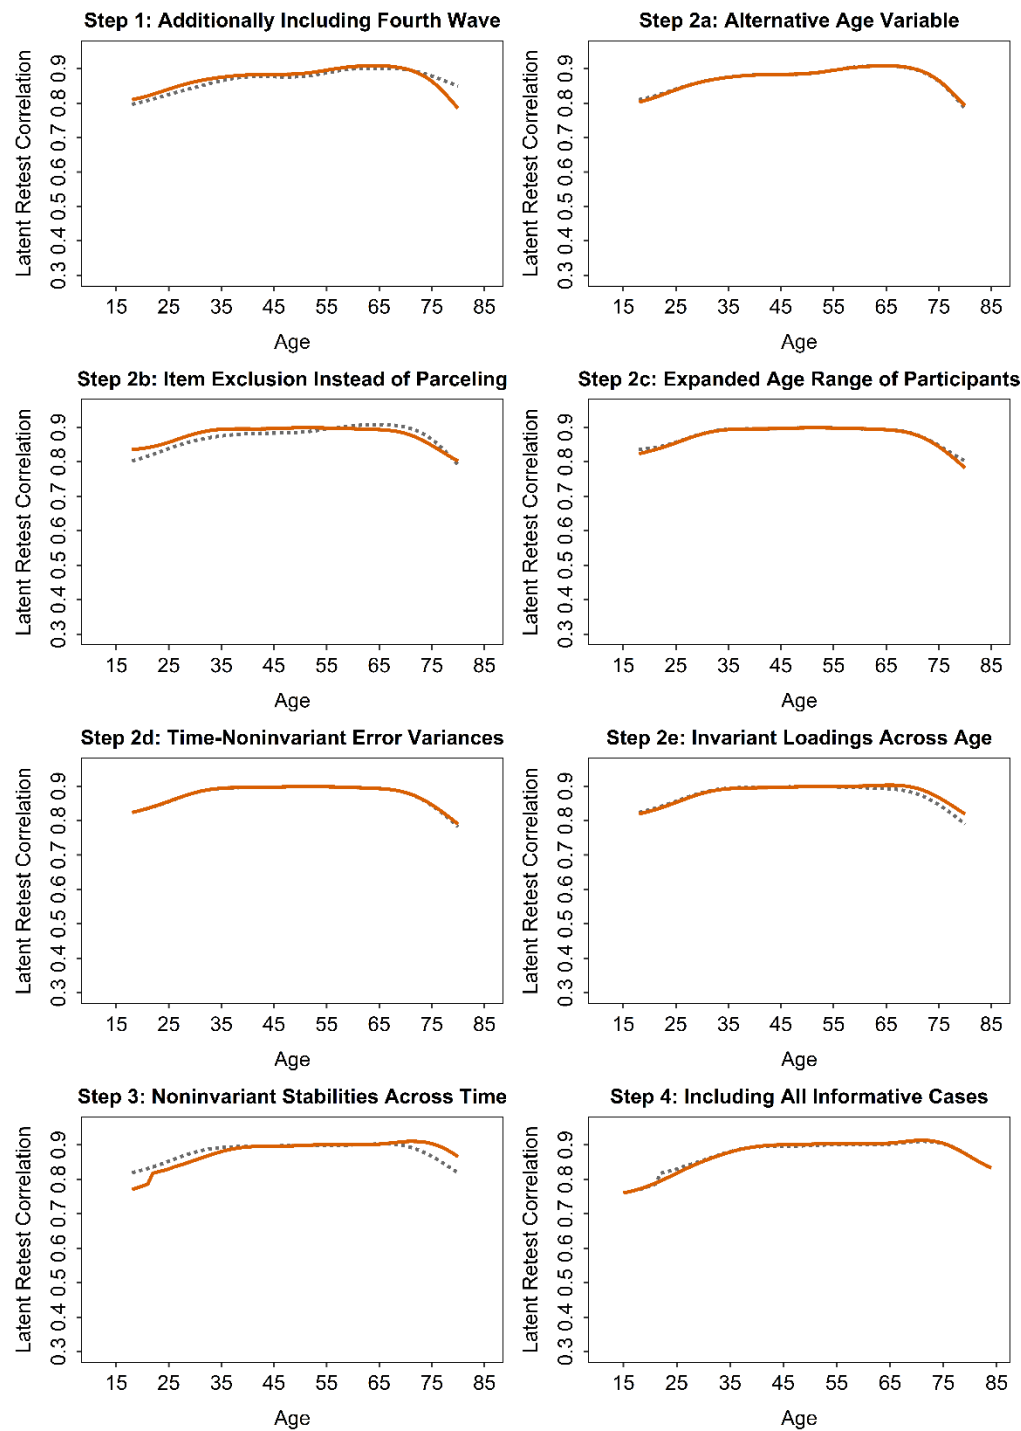 Step 1: Additionally Including Fourth Wave
Latent Retest Correlation
0.3 0.4 0.5 0.6 0.7 0.8 0.9
15 25 35 45 55 65 75 85
Age
Step 2a: Alternative Age Variable
Latent Retest Correlation
0.3 0.4 0.5 0.6 0.7 0.8 0.9
15 25 35 45 55 65 75 85
Age
Step 2b: Item Exclusion Instead of Parceling
Latent Retest Correlation
0.3 0.4 0.5 0.6 0.7 0.8 0.9
15 25 35 45 55 65 75 85
Age
Step 2c: Expanded Age Range of Participants
Latent Retest Correlation
0.3 0.4 0.5 0.6 0.7 0.8 0.9
15 25 35 45 55 65 75 85
Age
Step 2d: Time-Noninvariant Error Variances
Latent Retest Correlation
0.3 0.4 0.5 0.6 0.7 0.8 0.9
15 25 35 45 55 65 75 85
Age
Step 2e: Invariant Loadings Across Age
Latent Retest Correlation
0.3 0.4 0.5 0.6 0.7 0.8 0.9
15 25 35 45 55 65 75 85
Age
Step 3: Noninvariant Stabilities Across Time
Latent Retest Correlation
0.3 0.4 0.5 0.6 0.7 0.8 0.9
15 25 35 45 55 65 75 85
Age
Step 4: Including All Informative Cases
Latent Retest Correlation
0.3 0.4 0.5 0.6 0.7 0.8 0.9
15 25 35 45 55 65 75 85
Age